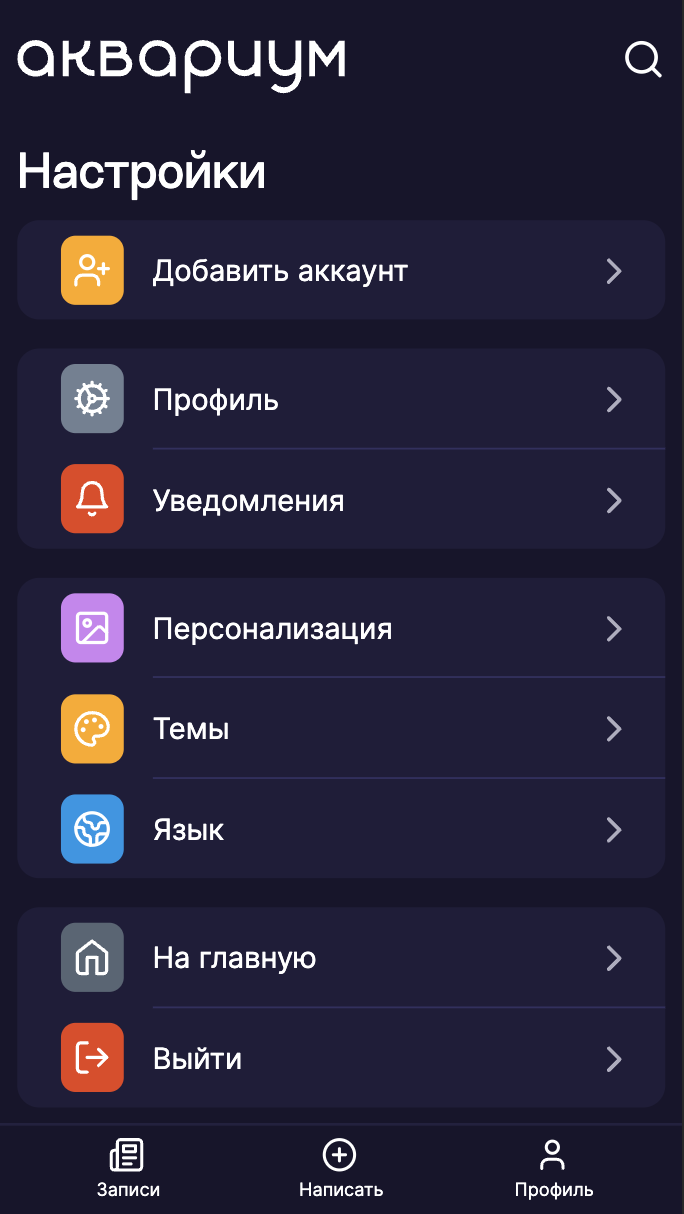 аквариум
Настройки
Добавить аккаунт
Профиль
Уведомления
Персонализация
Темы
Язык
На главную
Выйти
Записи
Написать
Профиль